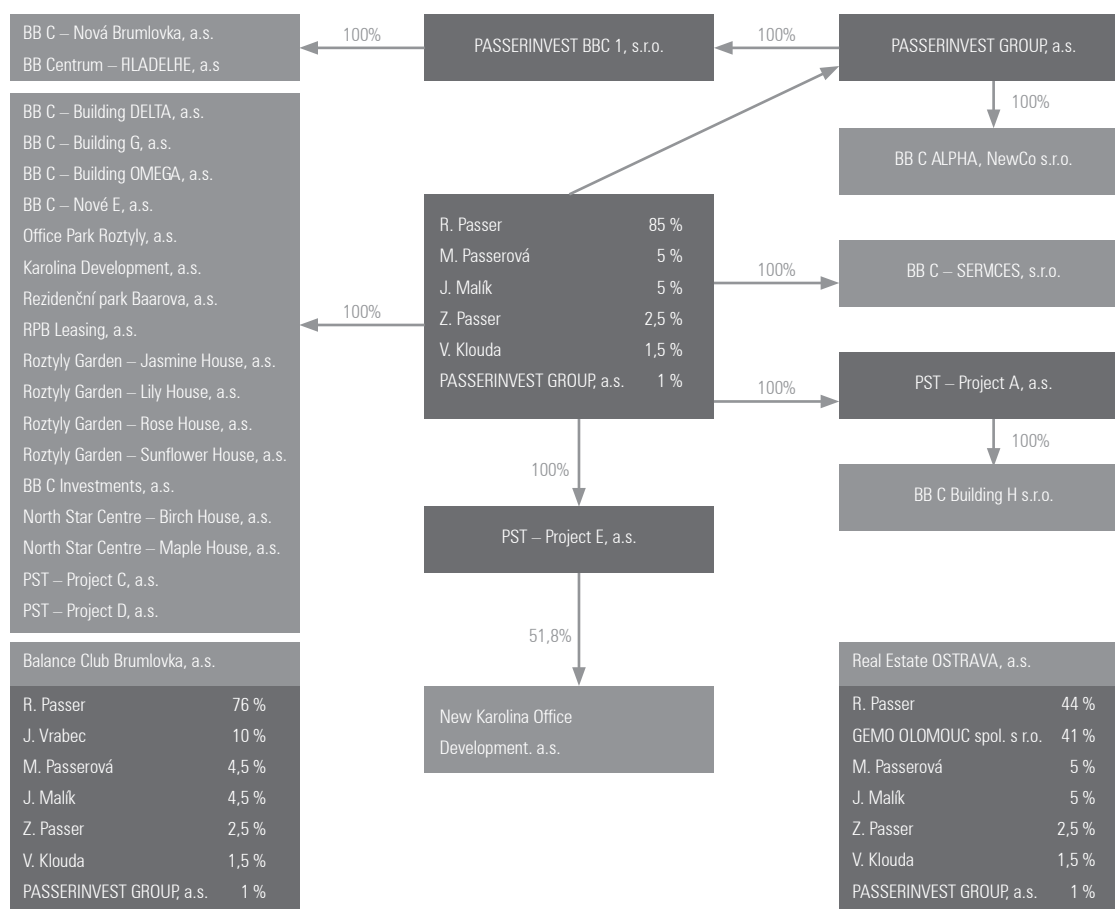 BB C – Nová Brumlovka, a.s.
BB Centrum – FILADELFIE, a.s
100%
PASSERINVEST BBC 1, s.r.o.
100%
PASSERINVEST GROUP, a.s.
100%
BB C ALPHA, NewCo s.r.o.
BB C – Building DELTA, a.s.
BB C – Building G, a.s.
BB C – Building OMEGA, a.s.
BB C – Nové E, a.s.
Office Park Roztyly, a.s.
Karolina Development, a.s.
Rezidenční park Baarova, a.s.
RPB Leasing, a.s.
Roztyly Garden – Jasmine House, a.s.
Roztyly Garden – Lily House, a.s.
Roztyly Garden – Rose House, a.s.
Roztyly Garden – Sunflower House, a.s.
BB C Investments, a.s.
North Star Centre – Birch House, a.s.
North Star Centre – Maple House, a.s.
PST – Project C, a.s.
PST – Project D, a.s.
100%
R. Passer 85 %
M. Passerová 5 %
J. Malík 5 %
Z. Passer 2,5 %
V. Klouda 1,5 %
PASSERINVEST GROUP, a.s. 1 %
100%
BB C – SERVICES, s.r.o.
100%
PST – Project A, a.s.
100%
BB C Building H s.r.o.
100%
PST – Project E, a.s.
51,8%
New Karolina Office
Development. a.s.
Balance Club Brumlovka, a.s.
R. Passer 76 %
J. Vrabec 10 %
M. Passerová 4,5 %
J. Malík 4,5 %
Z. Passer 2,5 %
V. Klouda 1,5 %
PASSERINVEST GROUP, a.s. 1 %
Real Estate OSTRAVA, a.s.
R. Passer 44 %
GEMO OLOMOUC spol. s r.o. 41 %
M. Passerová 5 %
J. Malík 5 %
Z. Passer 2,5 %
V. Klouda 1,5 %
PASSERINVEST GROUP, a.s. 1 %